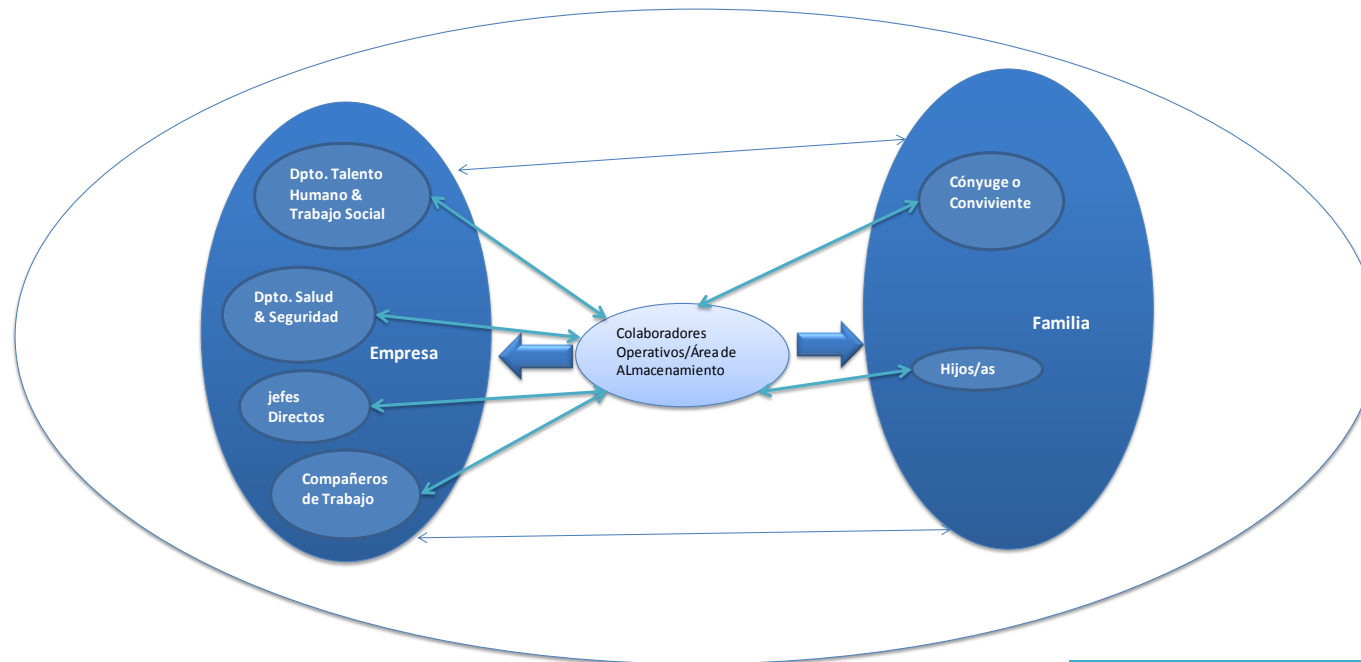 Dpto. Talento
Humano &
Trabajo Social
Dpto. Salud
& Seguridad
Empresa
jefes
Directos
Compañeros
de Trabajo
Colaboradores
Operativos/Área de
ALmacenamiento
Cónyuge o
Conviviente
Familia
Hijos/as